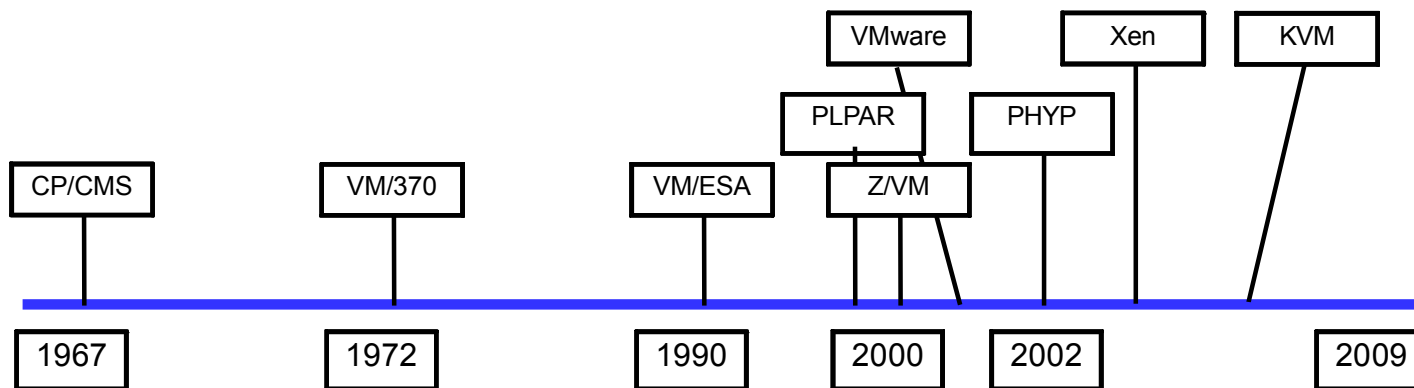 VMware
Xen
KVM
PLPAR
PHYP
CP/CMS
VM/370
VM/ESA
Z/VM
1967
1972
1990
2000
2002
2009